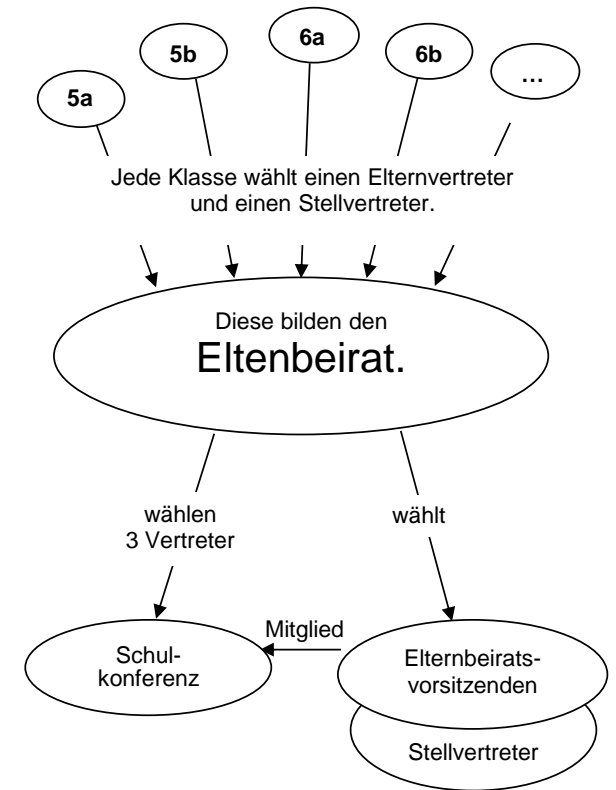 5a
5b
6a
6b
…
Jede Klasse wählt einen Elternvertreter
und einen Stellvertreter.
Diese bilden den
Eltenbeirat.
wählen
3 Vertreter
wählt
Mitglied
Schul-
konferenz
Elternbeirats-
vorsitzenden
Stellvertreter